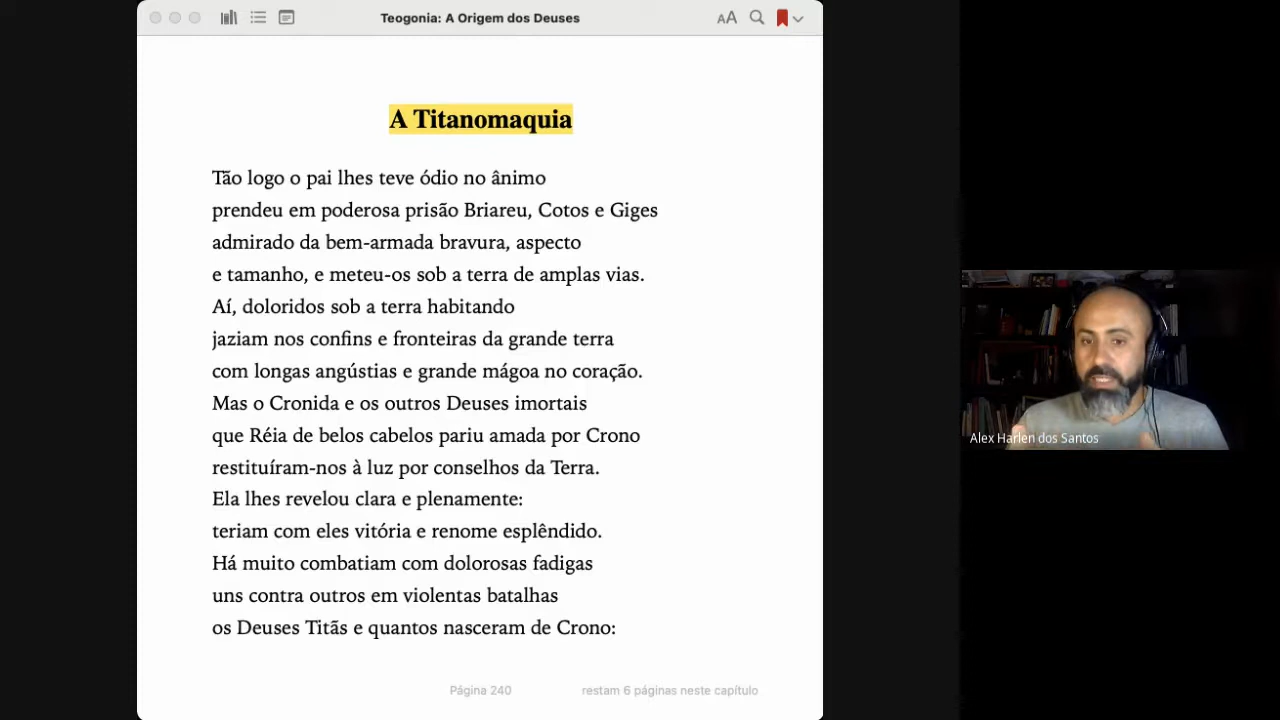 Teogonia: A Origem dos Deuses
AA
A Titanomaquia
Tão logo o pai lhes teve ódio no ânimo
prendeu em poderosa prisão Briareu, Cotos e Giges
admirado da bem-armada bravura, aspecto
e tamanho, e meteu-os sob a terra de amplas vias.
Aí, doloridos sob a terra habitando
jaziam nos confins e fronteiras da grande terra
com longas angústias e grande mágoa no coração.
Mas o Cronida e os outros Deuses imortais
que Réia de belos cabelos pariu amada por Crono
restituíram-nos à luz por conselhos da Terra.
Ela lhes revelou clara e plenamente:
teriam com eles vitória e renome esplêndido.
Há muito combatiam com dolorosas fadigas
uns contra outros em violentas batalhas
os Deuses Titãs e quantos nasceram de Crono:
Página 240 restam 6 páginas neste capítulo
Alex Harlen dos Santos